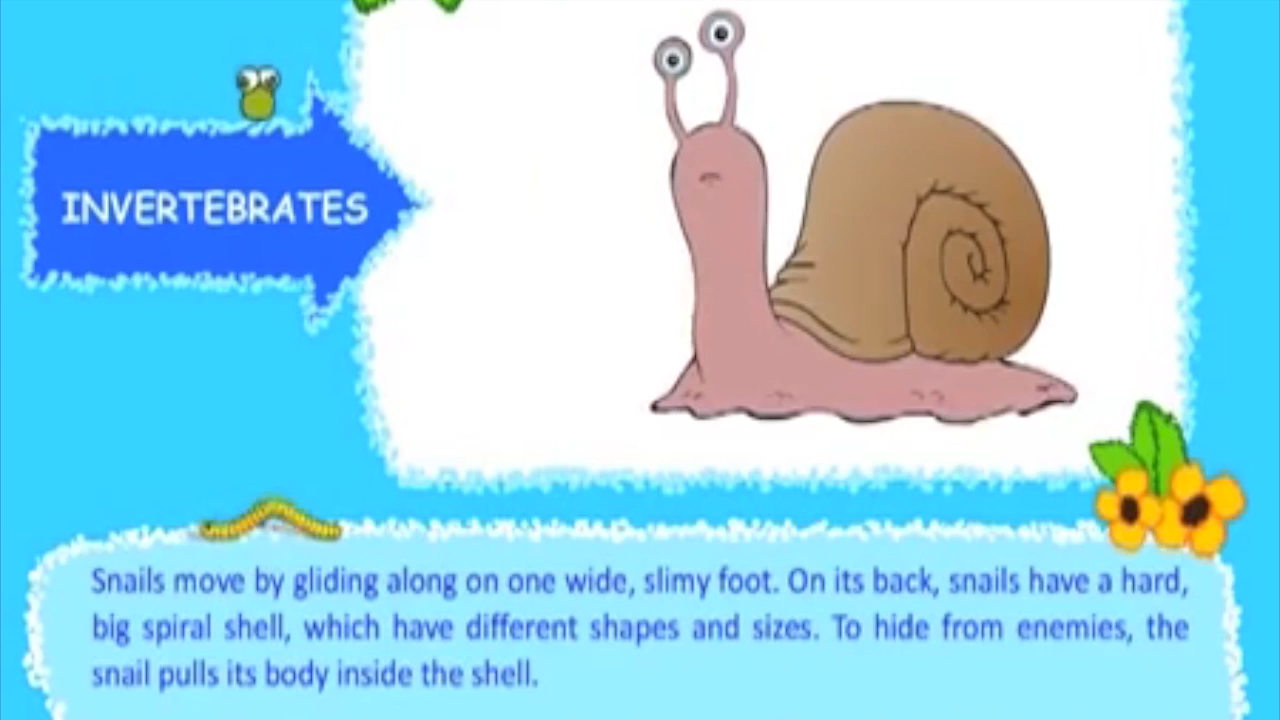 INVERTEBRATES
Snails move by gliding along on one wide, slimy foot. On its back, snails have a hard,
big spiral shell, which have different shapes and sizes. To hide from enemies, the
snail pulls its body inside the shell.